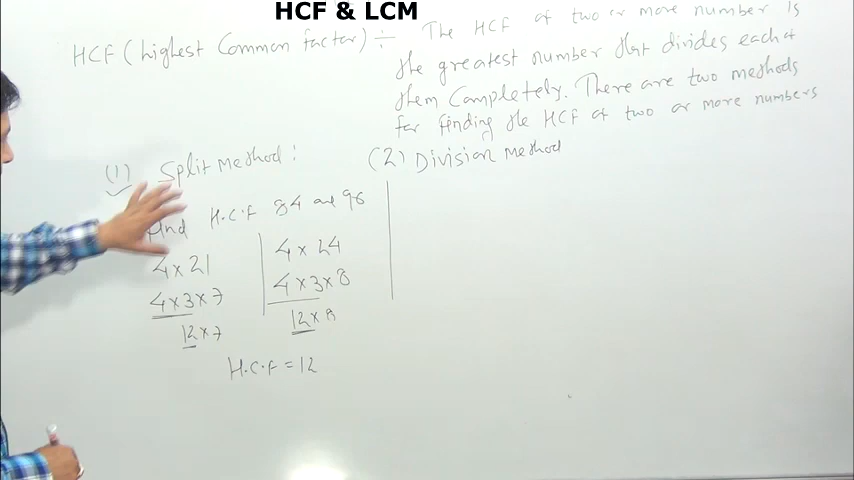 HCF & LCM
HCF (highest Common factor) ÷ The HCF of two or more number is
the greatest number that divides each of
them Completely. There are two methods
for finding the HCF of two or more numbers
(1) Split method: (2) Division method
find H.C.F 84 and 96
4 x 21 4 x 24
4 x 3 x 7 4 x 3 x 8
12 x 7 12 x 8
H.C.F = 12